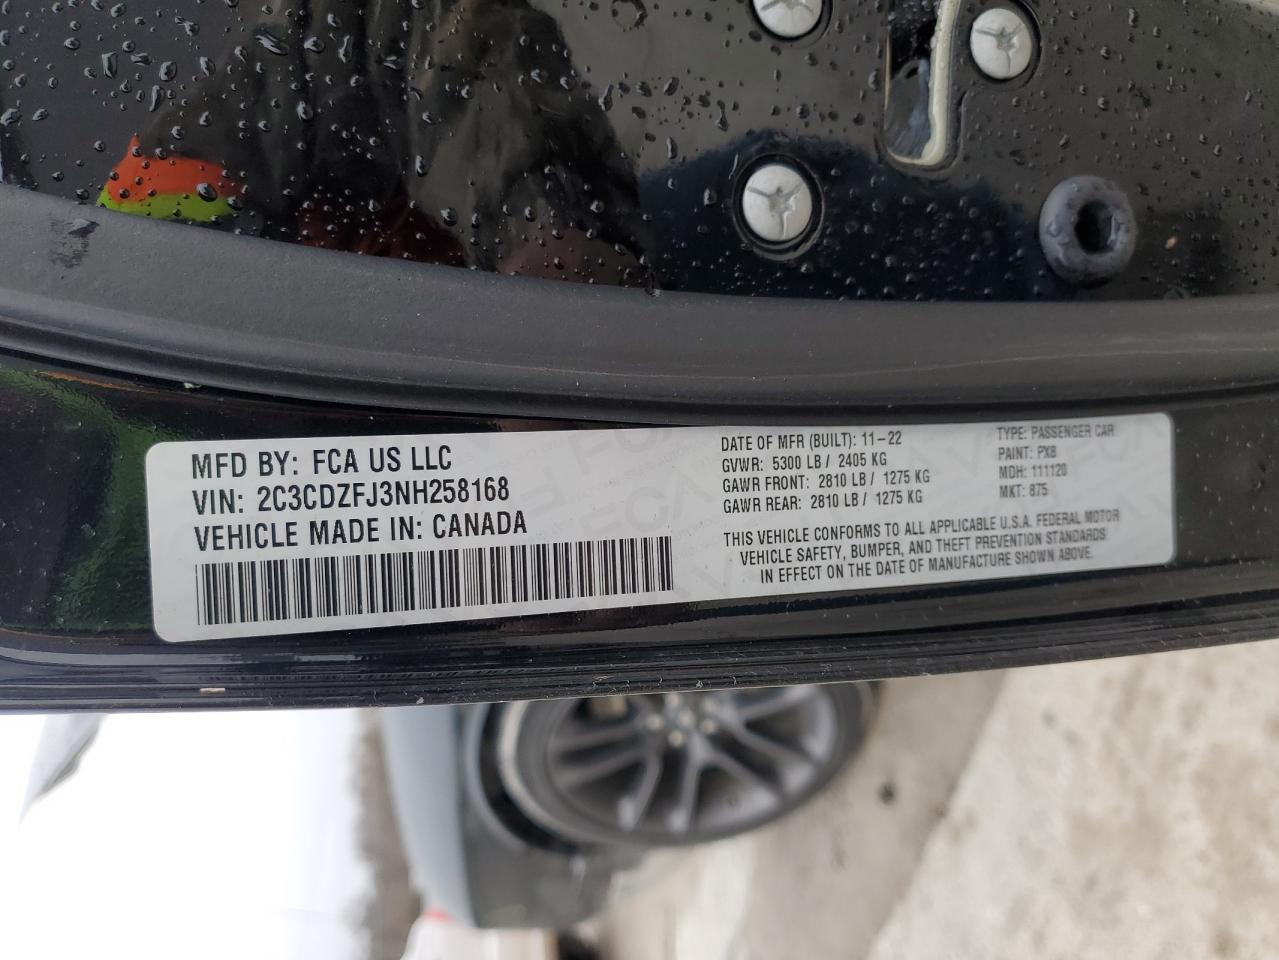 MFD BY: FCA US LLC
VIN: 2C3CDZFJ3NH258168
VEHICLE MADE IN: CANADA
DATE OF MFR (BUILT): 11-22
GVWR: 5300 LB / 2405 KG
GAWR FRONT: 2810 LB / 1275 KG
GAWR REAR: 2810 LB / 1275 KG
TYPE: PASSENGER CAR
PAINT: PX8
MDH: 111120
MKT: 875
THIS VEHICLE CONFORMS TO ALL APPLICABLE U.S.A. FEDERAL MOTOR
VEHICLE SAFETY, BUMPER, AND THEFT PREVENTION STANDARDS
IN EFFECT ON THE DATE OF MANUFACTURE SHOWN ABOVE.